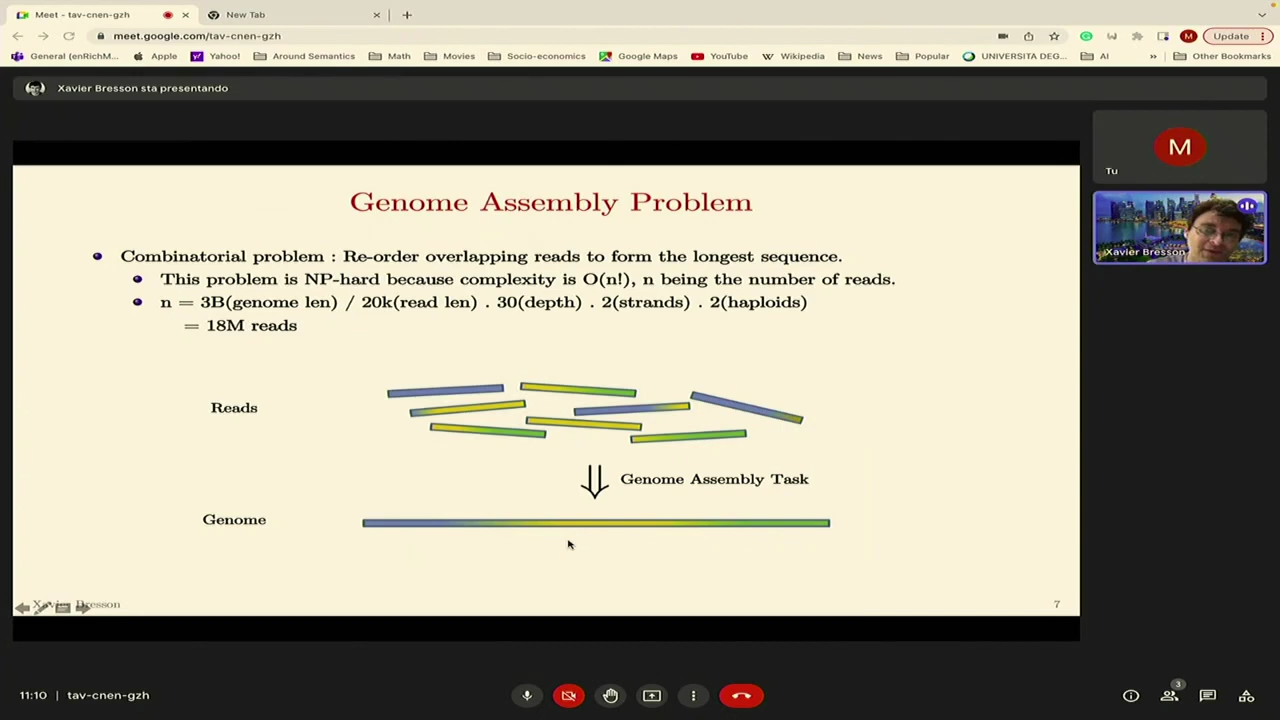 Meet - tav-cnen-gzh
New Tab
meet.google.com/tav-cnen-gzh
Update
General (enRichM...
Apple
Yahoo!
Around Semantics
Math
Movies
Socio-economics
Google Maps
YouTube
Wikipedia
News
Popular
UNIVERSITA DEG...
AI
»
Other Bookmarks
Xavier Bresson sta presentando
M
Tu
Xavier Bresson
Genome Assembly Problem
Combinatorial problem : Re-order overlapping reads to form the longest sequence.
This problem is NP-hard because complexity is O(n!), n being the number of reads.
n = 3B(genome len) / 20k(read len) . 30(depth) . 2(strands) . 2(haploids)
= 18M reads
Reads
Genome Assembly Task
Genome
Xavier Bresson
7
11:10 | tav-cnen-gzh
3